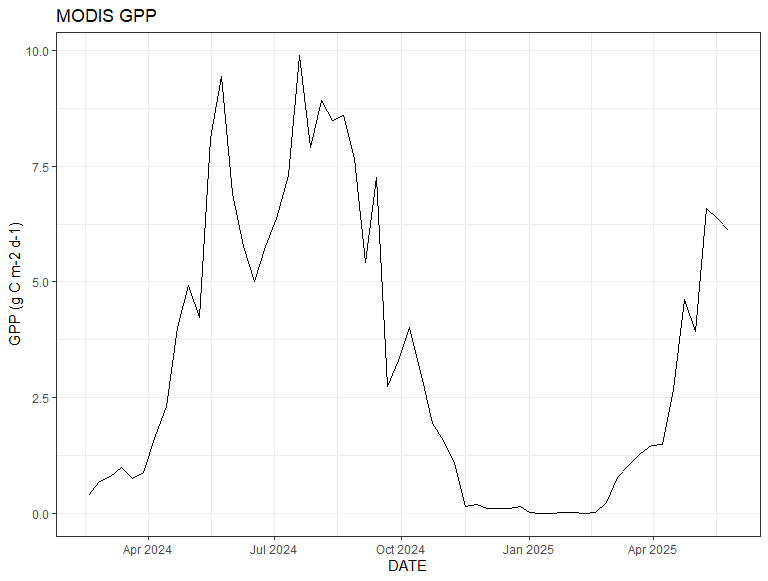 MODIS GPP
10.0
7.5
5.0
2.5
0.0
GPP (g C m-2 d-1)
Apr 2024
Jul 2024
Oct 2024
Jan 2025
Apr 2025
DATE